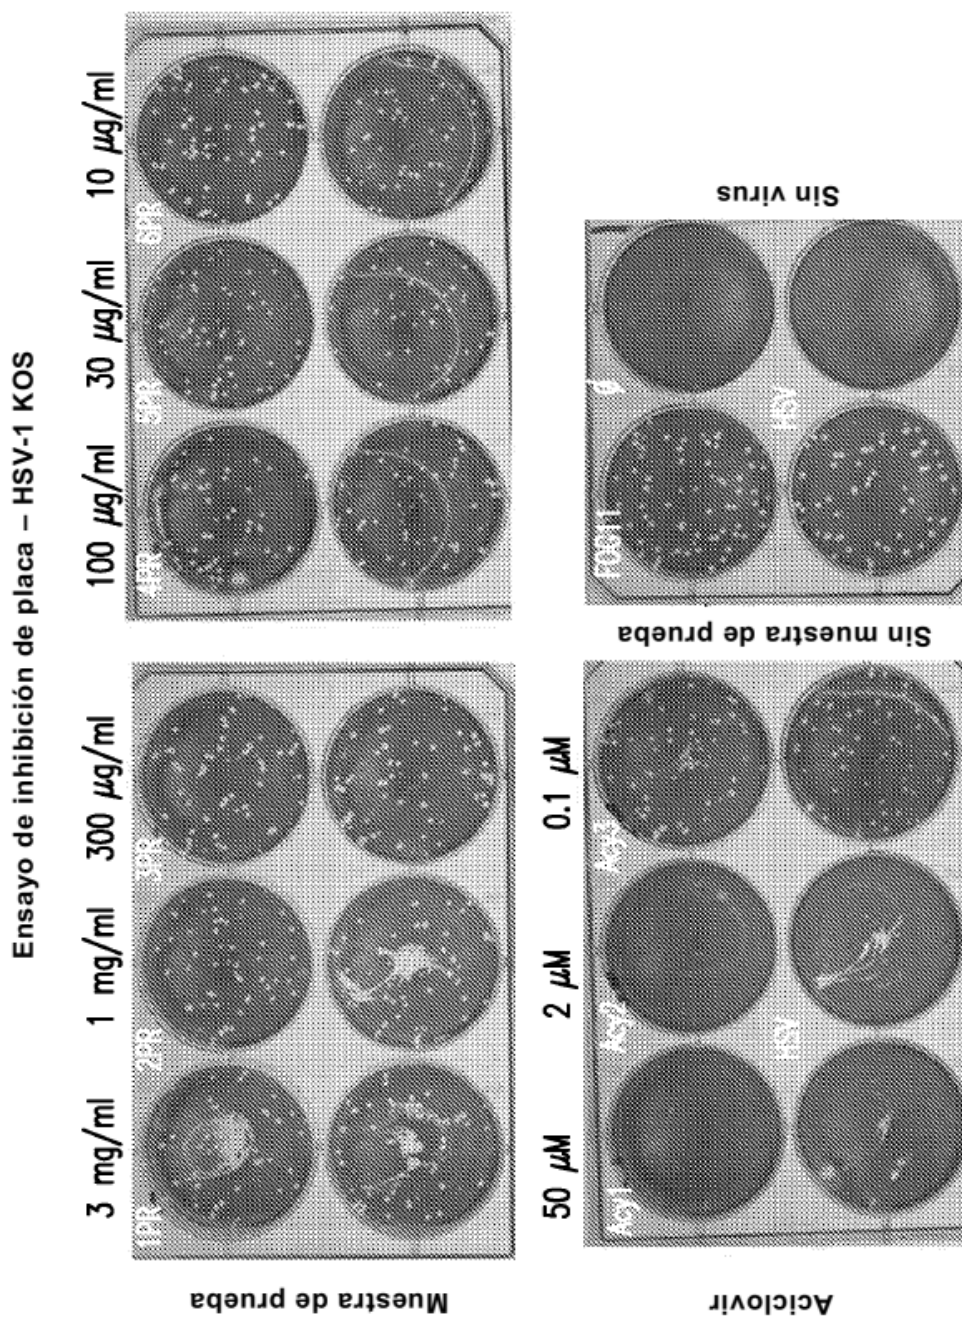 Ensayo de inhibición de placa – HSV-1 KOS
Muestra de prueba
3 mg/ml
1 mg/ml
300 µg/ml
100 µg/ml
30 µg/ml
10 µg/ml
1PR
2PR
3PR
4PR
5PR
6PR
Aciclovir
50 µM
2 µM
0.1 µM
Sin muestra de prueba
Sin virus
Acy1
Acy2
Acy3
HSV
HSV